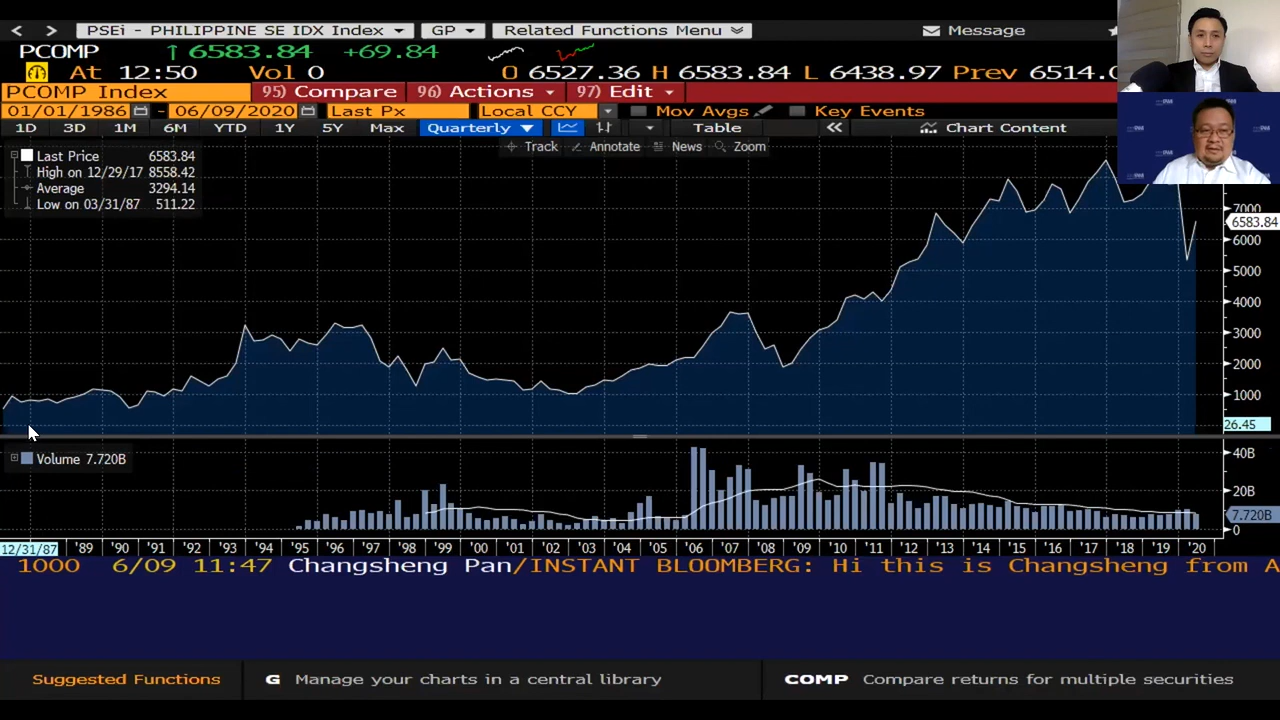 < > PSEi - PHILIPPINE SE IDX Index GP Related Functions Menu Message
PCOMP ↑ 6583.84 +69.84
At 12:50 Vol 0 O 6527.36 H 6583.84 L 6438.97 Prev 6514.0
PCOMP Index 95) Compare 96) Actions 97) Edit
01/01/1986 - 06/09/2020 Last Px Local CCY Mov Avgs Key Events
1D 3D 1M 6M YTD 1Y 5Y Max Quarterly Table « Chart Content
Track Annotate News Zoom
Last Price 6583.84
High on 12/29/17 8558.42
Average 3294.14
Low on 03/31/87 511.22
7000
6583.84
6000
5000
4000
3000
2000
1000
26.45
Volume 7.720B
40B
20B
7.720B
0
12/31/87 '89 '90 '91 '92 '93 '94 '95 '96 '97 '98 '99 '00 '01 '02 '03 '04 '05 '06 '07 '08 '09 '10 '11 '12 '13 '14 '15 '16 '17 '18 '19 '20
1000 6/09 11:47 Changsheng Pan/INSTANT BLOOMBERG: Hi this is Changsheng from A
Suggested Functions G Manage your charts in a central library COMP Compare returns for multiple securities